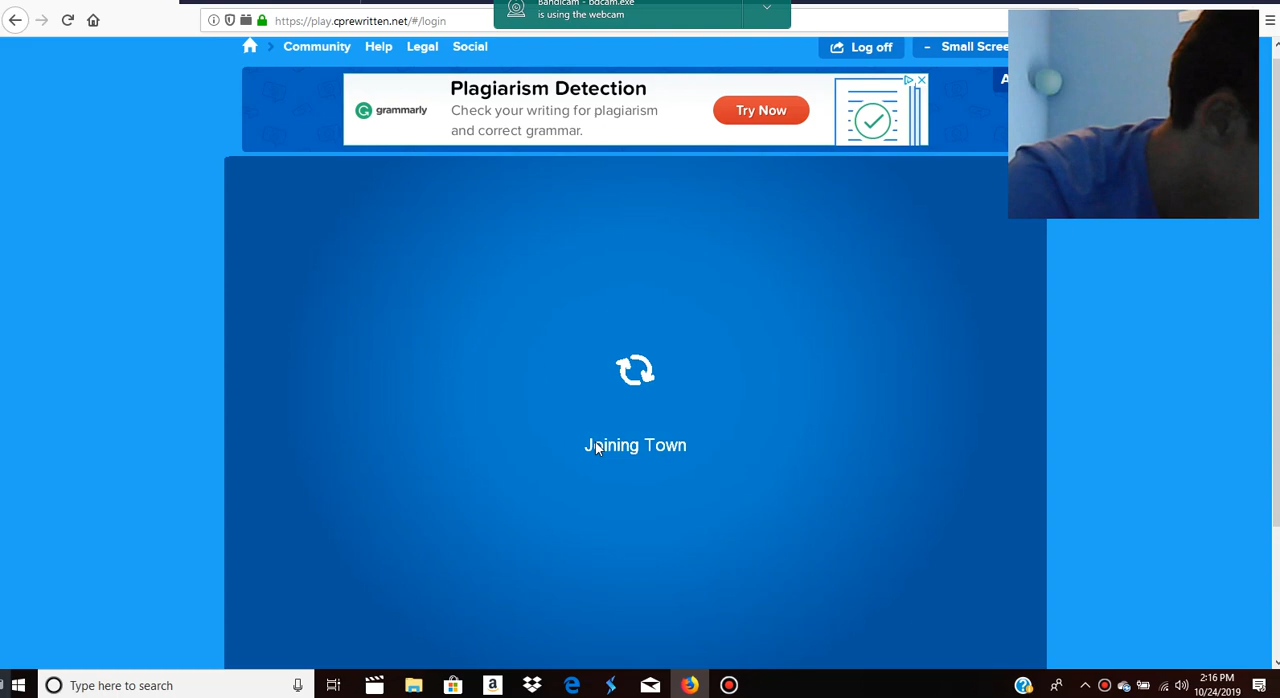 Bandicam - bdcam.exe
is using the webcam
https://play.cprewritten.net/#/login
Community Help Legal Social
Log off
- Small Scree
Plagiarism Detection
grammarly
Check your writing for plagiarism
and correct grammar.
Try Now
A
Joining Town
Type here to search
2:16 PM
10/24/2019